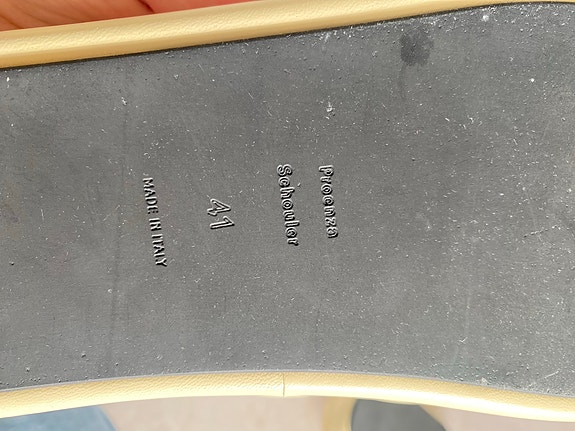 Proenza
Schouler
41
MADE IN ITALY